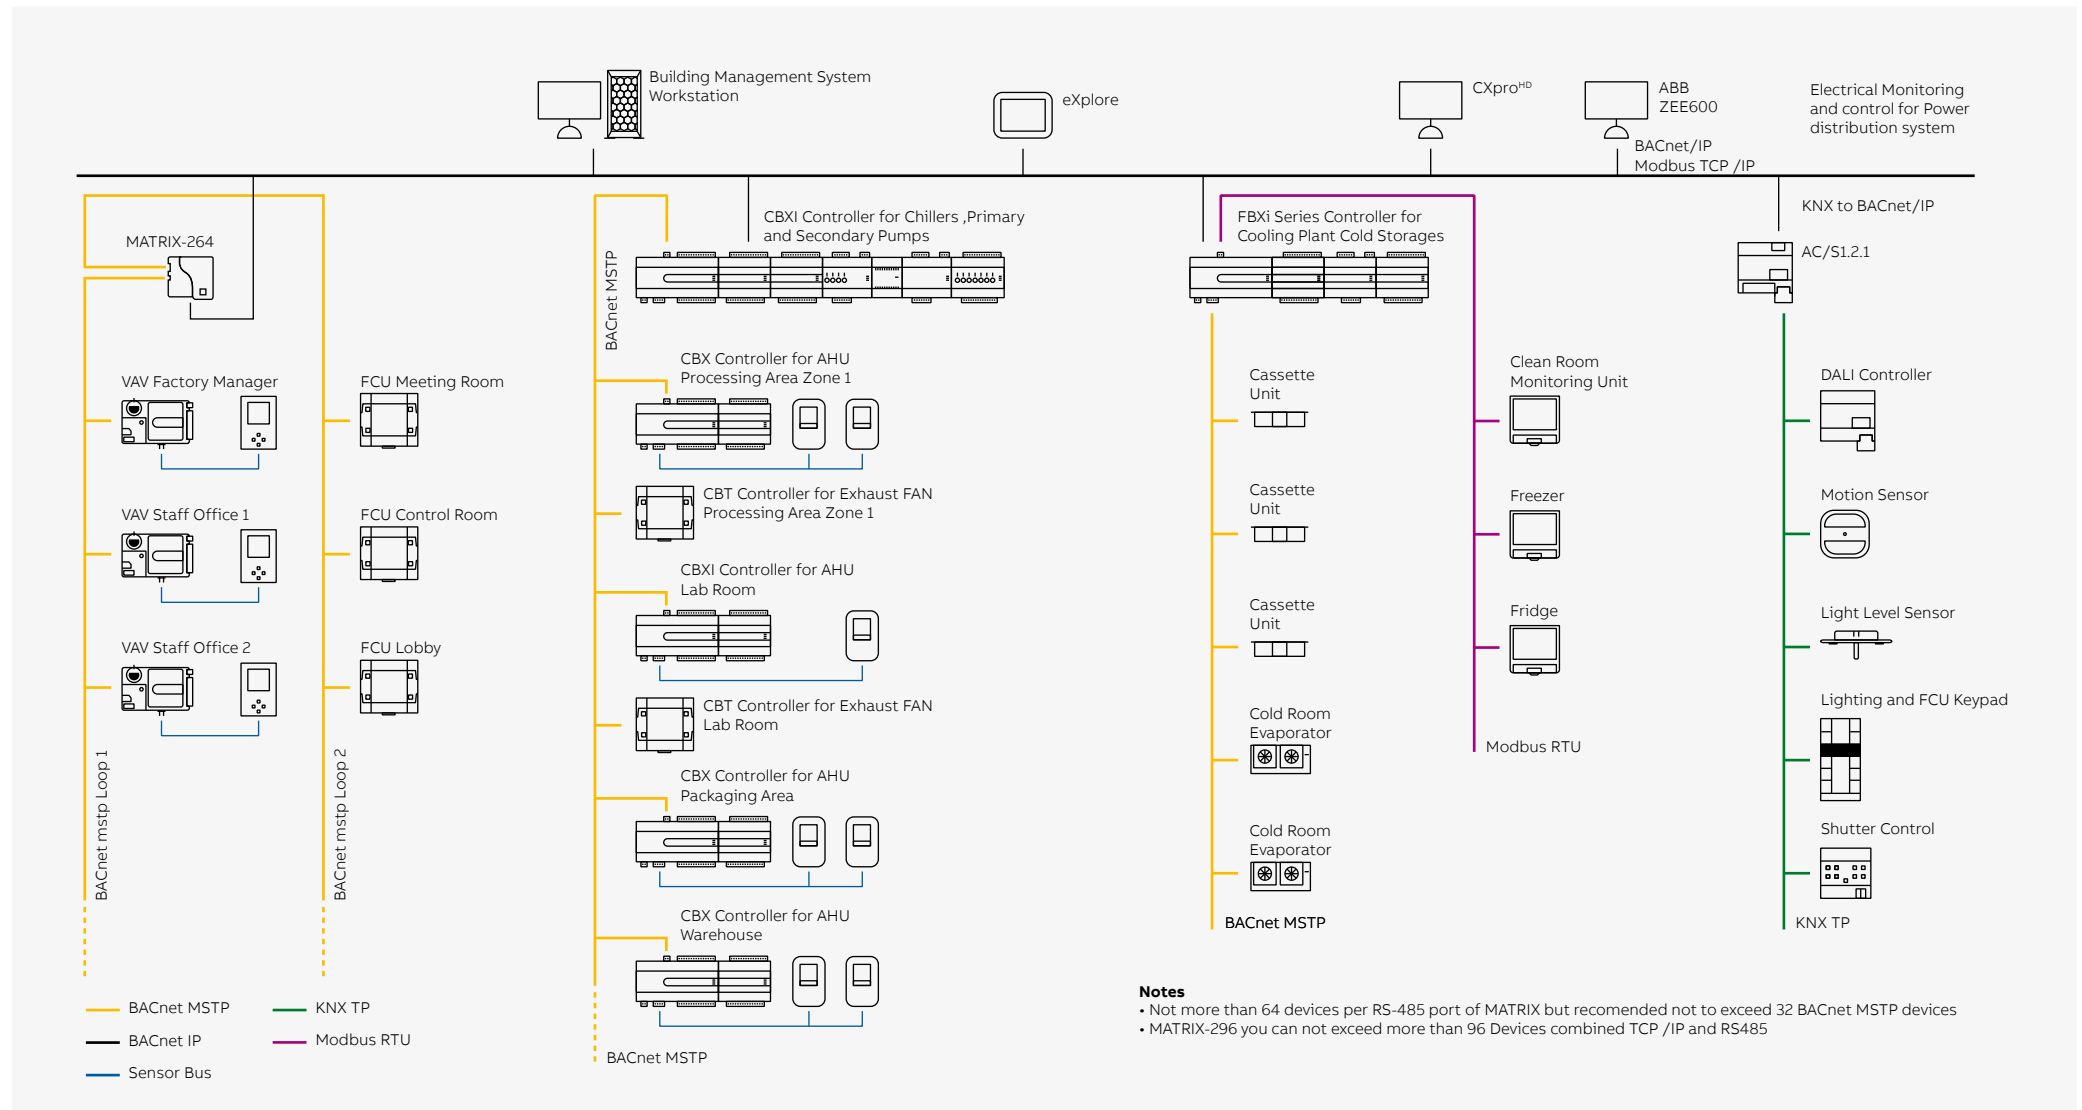 Building Management System
Workstation
eXplore
CXproHD
ABB
ZEE600
Electrical Monitoring
and control for Power
distribution system
BACnet/IP
Modbus TCP /IP
MATRIX-264
VAV Factory Manager
VAV Staff Office 1
VAV Staff Office 2
BACnet mstp Loop 1
FCU Meeting Room
FCU Control Room
FCU Lobby
BACnet mstp Loop 2
BACnet MSTP
CBXI Controller for Chillers ,Primary
and Secondary Pumps
CBX Controller for AHU
Processing Area Zone 1
CBT Controller for Exhaust FAN
Processing Area Zone 1
CBXI Controller for AHU
Lab Room
CBT Controller for Exhaust FAN
Lab Room
CBX Controller for AHU
Packaging Area
CBX Controller for AHU
Warehouse
BACnet MSTP
FBXi Series Controller for
Cooling Plant Cold Storages
Cassette
Unit
Cassette
Unit
Cassette
Unit
Cold Room
Evaporator
Cold Room
Evaporator
BACnet MSTP
Clean Room
Monitoring Unit
Freezer
Fridge
Modbus RTU
KNX to BACnet/IP
AC/S1.2.1
DALI Controller
Motion Sensor
Light Level Sensor
Lighting and FCU Keypad
Shutter Control
KNX TP
BACnet MSTP
BACnet IP
Sensor Bus
KNX TP
Modbus RTU
Notes
• Not more than 64 devices per RS-485 port of MATRIX but recomended not to exceed 32 BACnet MSTP devices
• MATRIX-296 you can not exceed more than 96 Devices combined TCP /IP and RS485